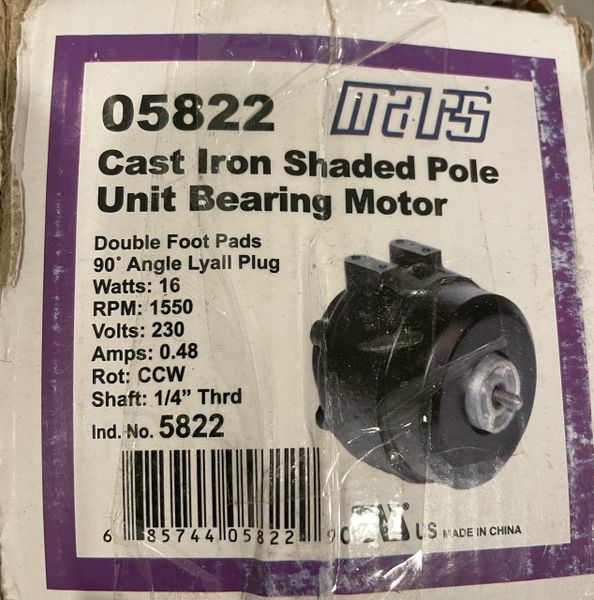 05822 mars
Cast Iron Shaded Pole
Unit Bearing Motor
Double Foot Pads
90° Angle Lyall Plug
Watts: 16
RPM: 1550
Volts: 230
Amps: 0.48
Rot: CCW
Shaft: 1/4” Thrd
Ind. No. 5822
6 85744 05822 90 ® US MADE IN CHINA